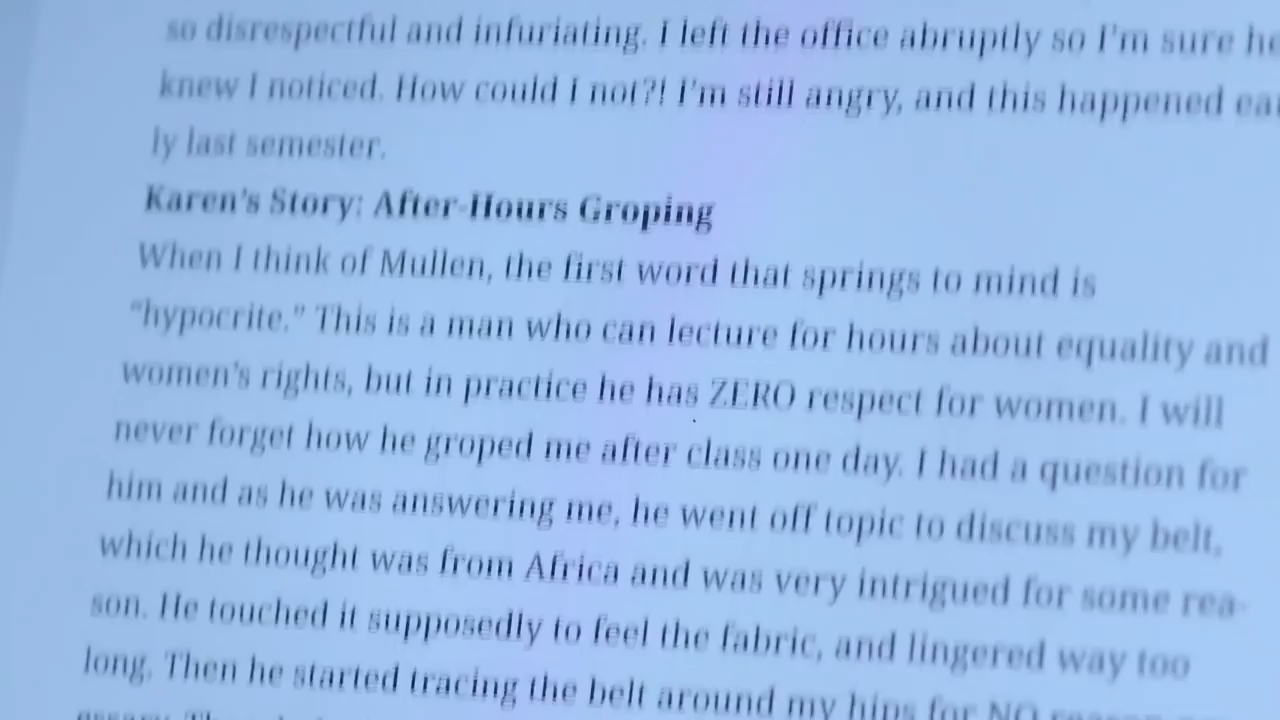 so disrespectful and infuriating. I left the office abruptly so I'm sure he
knew I noticed. How could I not?! I'm still angry, and this happened ear
ly last semester.
Karen's Story: After-Hours Groping
When I think of Mullen, the first word that springs to mind is
“hypocrite.” This is a man who can lecture for hours about equality and
women's rights, but in practice he has ZERO respect for women. I will
never forget how he groped me after class one day. I had a question for
him and as he was answering me, he went off topic to discuss my belt,
which he thought was from Africa and was very intrigued for some rea-
son. He touched it supposedly to feel the fabric, and lingered way too
long. Then he started tracing the belt around my hips for NO